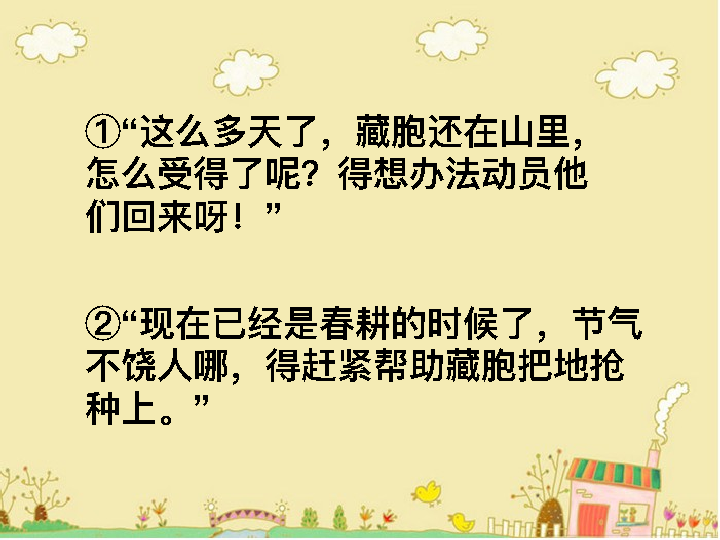 ①“这么多天了，藏胞还在山里，
怎么受得了呢？得想办法动员他
们回来呀！”
②“现在已经是春耕的时候了，节气
不饶人哪，得赶紧帮助藏胞把地抢
种上。”